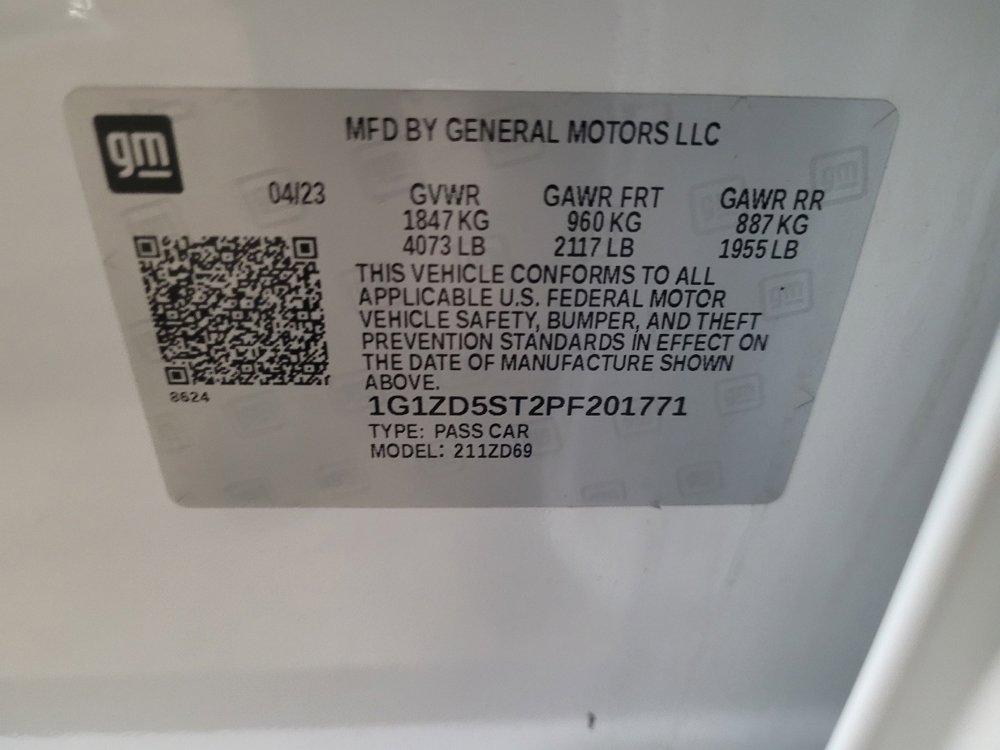 gm
MFD BY GENERAL MOTORS LLC
04/23 GVWR GAWR FRT GAWR RR
1847 KG 960 KG 887 KG
4073 LB 2117 LB 1955 LB
THIS VEHICLE CONFORMS TO ALL
APPLICABLE U.S. FEDERAL MOTOR
VEHICLE SAFETY, BUMPER, AND THEFT
PREVENTION STANDARDS IN EFFECT ON
THE DATE OF MANUFACTURE SHOWN
ABOVE.
8624
1G1ZD5ST2PF201771
TYPE: PASS CAR
MODEL: 211ZD69